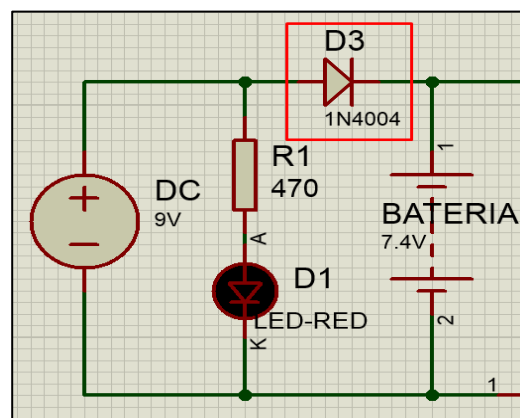 D3
1N4004
R1
470
DC
9V
A
D1
LED-RED
K
1
BATERIA
7.4V
2
1